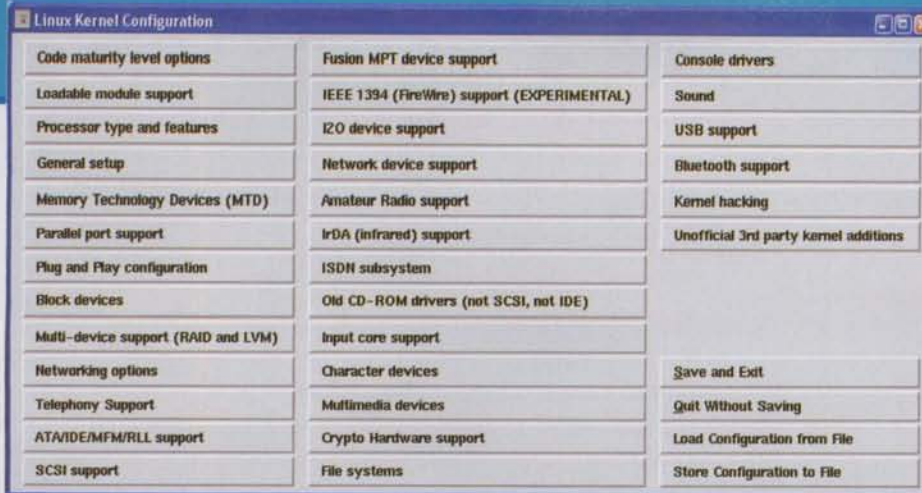 Linux Kernel Configuration
Code maturity level options
Loadable module support
Processor type and features
General setup
Memory Technology Devices (MTD)
Parallel port support
Plug and Play configuration
Block devices
Multi-device support (RAID and LVM)
Networking options
Telephony Support
ATA/IDE/MFM/RLL support
SCSI support
Fusion MPT device support
IEEE 1394 (FireWire) support (EXPERIMENTAL)
I2O device support
Network device support
Amateur Radio support
IrDA (infrared) support
ISDN subsystem
Old CD-ROM drivers (not SCSI, not IDE)
Input core support
Character devices
Multimedia devices
Crypto Hardware support
File systems
Console drivers
Sound
USB support
Bluetooth support
Kernel hacking
Unofficial 3rd party kernel additions
Save and Exit
Quit Without Saving
Load Configuration from File
Store Configuration to File